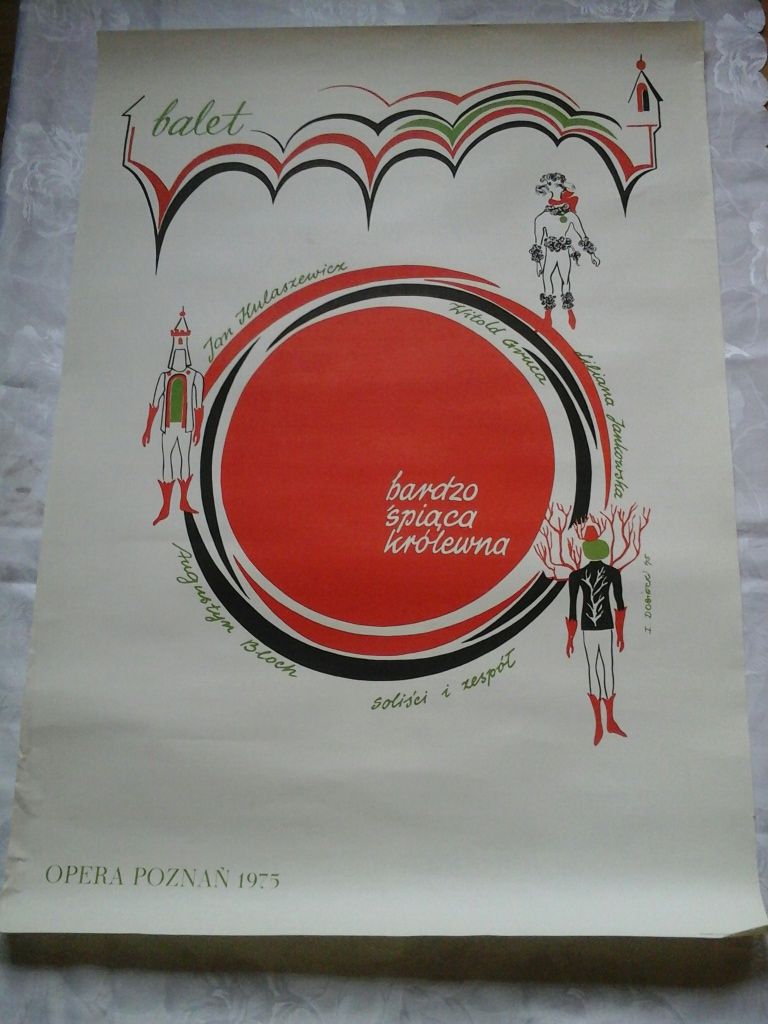 balet
Jan Kulaszewicz
Witold Gruca
Liliana Jankowska
bardzo
śpiąca
królewna
Augustyn Bloch
soliści i zespół
OPERA POZNAŃ 1975